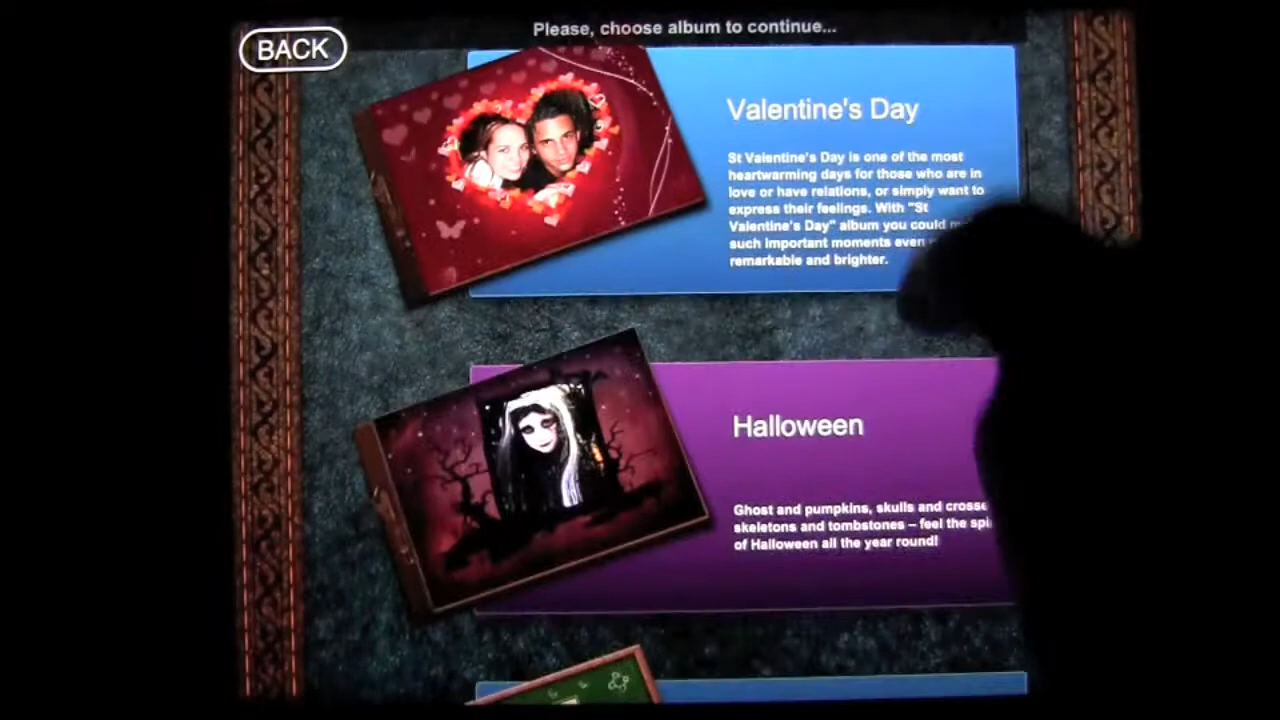 Please, choose album to continue...
BACK
Valentine's Day
St Valentine's Day is one of the most
heartwarming days for those who are in
love or have relations, or simply want to
express their feelings. With "St
Valentine's Day" album you could
such important moments even
remarkable and brighter.
Halloween
Ghost and pumpkins, skulls and
skeletons and tombstones – feel the
of Halloween all the year round!